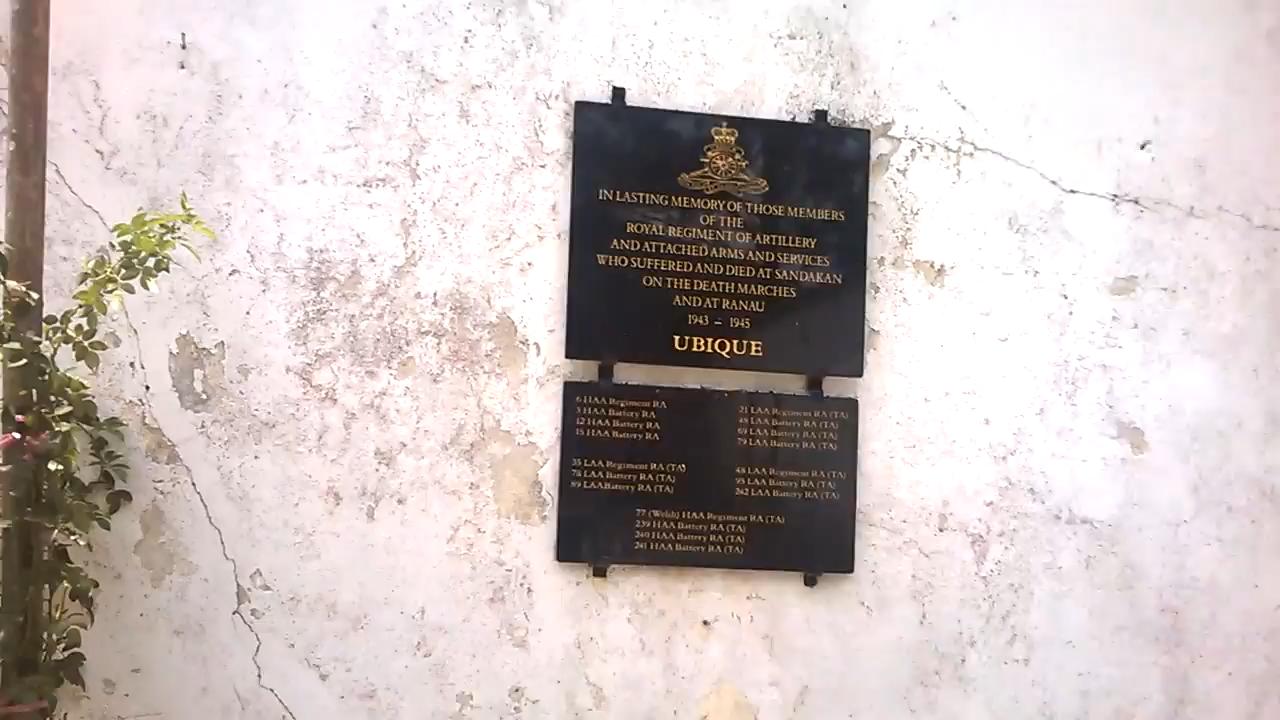 IN LASTING MEMORY OF THOSE MEMBERS
OF THE
ROYAL REGIMENT OF ARTILLERY
AND ATTACHED ARMS AND SERVICES
WHO SUFFERED AND DIED AT SANDAKAN
ON THE DEATH MARCHES
AND AT RANAU
1943 – 1945
UBIQUE
6 HAA Regiment RA
3 HAA Battery RA
12 HAA Battery RA
15 HAA Battery RA
21 LAA Regiment RA (TA)
48 LAA Battery RA (TA)
69 LAA Battery RA (TA)
79 LAA Battery RA (TA)
35 LAA Regiment RA (TA)
78 LAA Battery RA (TA)
89 LAA Battery RA (TA)
48 LAA Regiment RA (TA)
95 LAA Battery RA (TA)
242 LAA Battery RA (TA)
77 (Welsh) HAA Regiment RA (TA)
239 HAA Battery RA (TA)
240 HAA Battery RA (TA)
241 HAA Battery RA (TA)